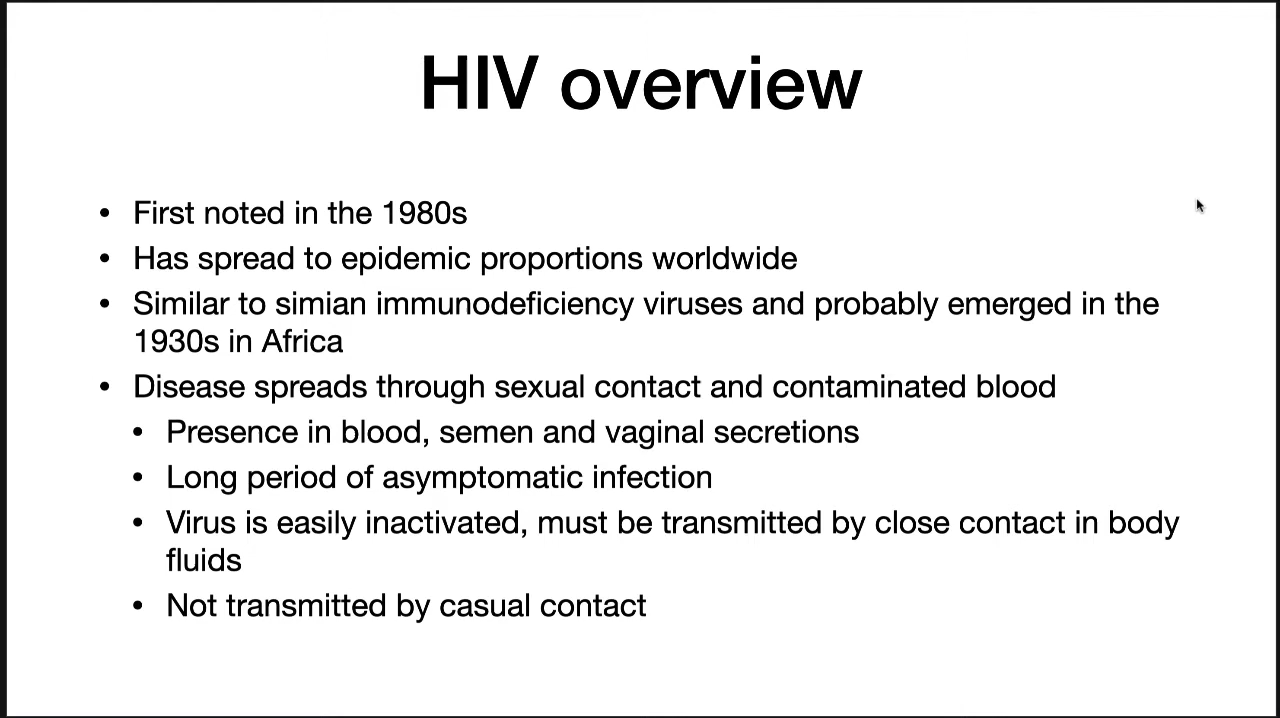 HIV overview
• First noted in the 1980s
• Has spread to epidemic proportions worldwide
• Similar to simian immunodeficiency viruses and probably emerged in the
1930s in Africa
• Disease spreads through sexual contact and contaminated blood
• Presence in blood, semen and vaginal secretions
• Long period of asymptomatic infection
• Virus is easily inactivated, must be transmitted by close contact in body
fluids
• Not transmitted by casual contact